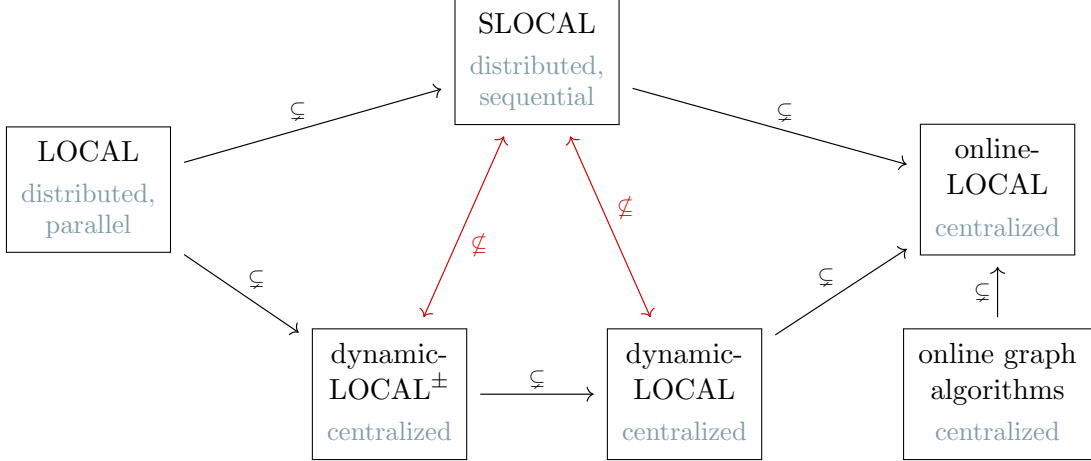 SLOCAL
distributed,
sequential
⊊
⊊
LOCAL
distributed,
parallel
online-
LOCAL
centralized
⊈
⊈
⊊
⊊
⊊
dynamic-
LOCAL±
centralized
⊊
dynamic-
LOCAL
centralized
online graph
algorithms
centralized